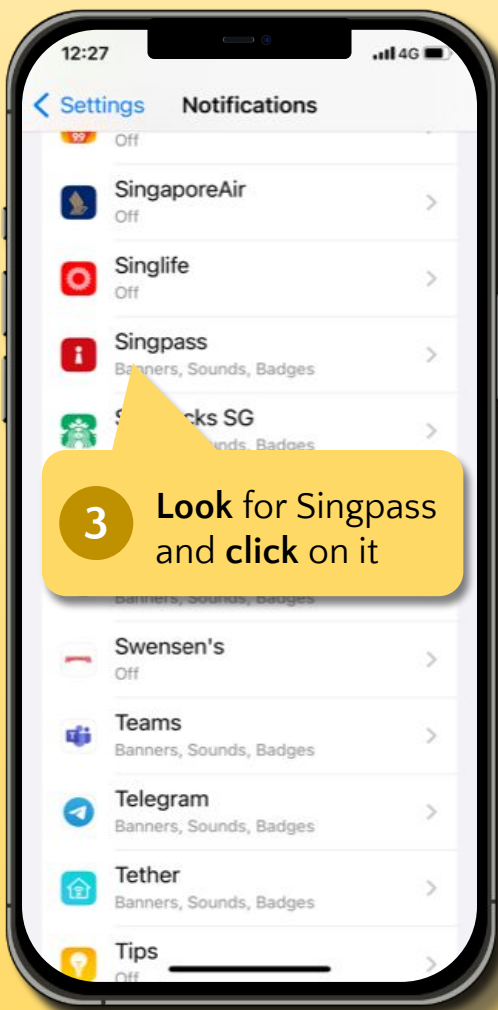 12:27
4G
Settings Notifications
99 Off
SingaporeAir
Off
Singlife
Off
Singpass
Banners, Sounds, Badges
cks SG
Badges
3
Look for Singpass
and click on it
Banners, Sounds, Badges
Swensen's
Off
Teams
Banners, Sounds, Badges
Telegram
Banners, Sounds, Badges
Tether
Banners, Sounds, Badges
Tips
Off